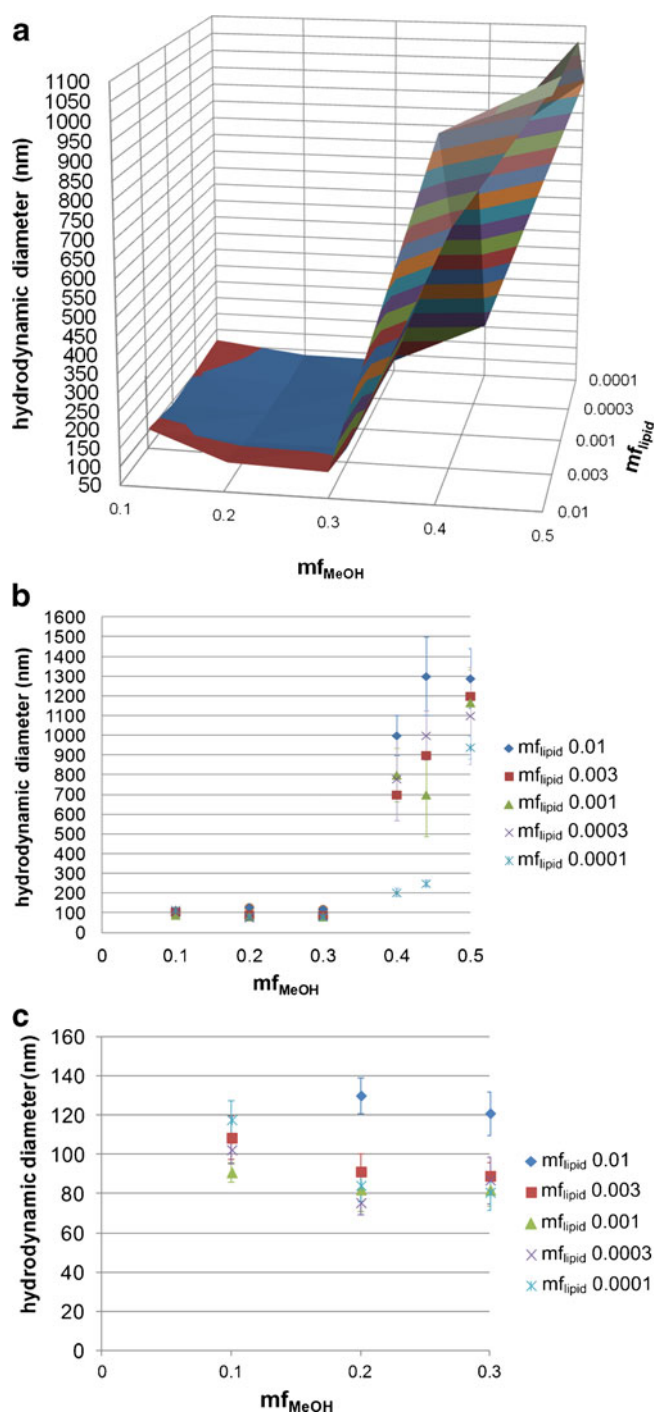 a
1100
1050
1000
950
900
850
800
750
700
650
600
550
500
450
400
350
300
250
200
150
100
50
hydrodynamic diameter (nm)
0.1
0.2
0.3
0.4
0.5
mfMeOH
0.0001
0.0003
0.001
0.003
0.01
mflipid
b
1600
1500
1400
1300
1200
1100
1000
900
800
700
600
500
400
300
200
100
0
hydrodynamic diameter (nm)
0 0.1 0.2 0.3 0.4 0.5
mfMeOH
mflipid 0.01
mflipid 0.003
mflipid 0.001
mflipid 0.0003
mflipid 0.0001
c
160
140
120
100
80
60
40
20
0
hydrodynamic diameter (nm)
0 0.1 0.2 0.3
mfMeOH
mflipid 0.01
mflipid 0.003
mflipid 0.001
mflipid 0.0003
mflipid 0.0001